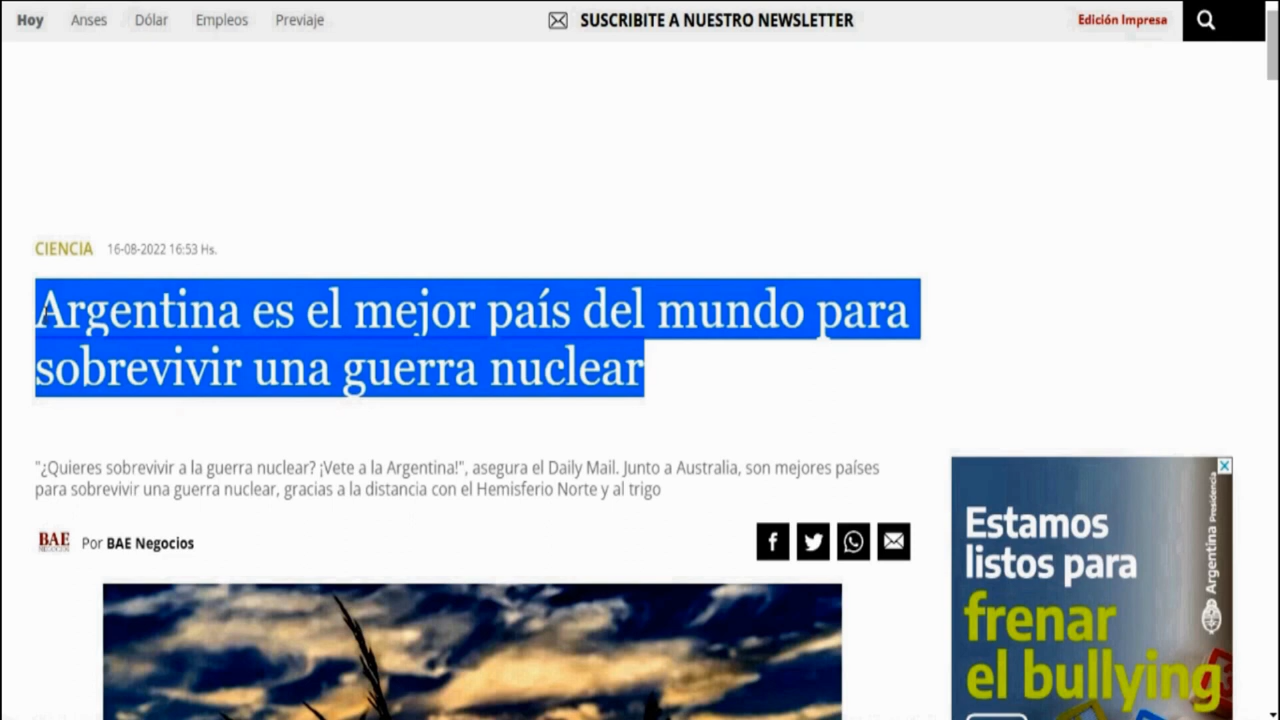 Hoy Anses Dólar Empleos Previaje SUSCRIBITE A NUESTRO NEWSLETTER Edición Impresa
CIENCIA 16-08-2022 16:53 Hs.
Argentina es el mejor país del mundo para
sobrevivir una guerra nuclear
"¿Quieres sobrevivir a la guerra nuclear? ¡Vete a la Argentina!", asegura el Daily Mail. Junto a Australia, son mejores países
para sobrevivir una guerra nuclear, gracias a la distancia con el Hemisferio Norte y al trigo
BAE NEGOCIOS Por BAE Negocios
Estamos
listos para
frenar
el bullying
Argentina Presidencia